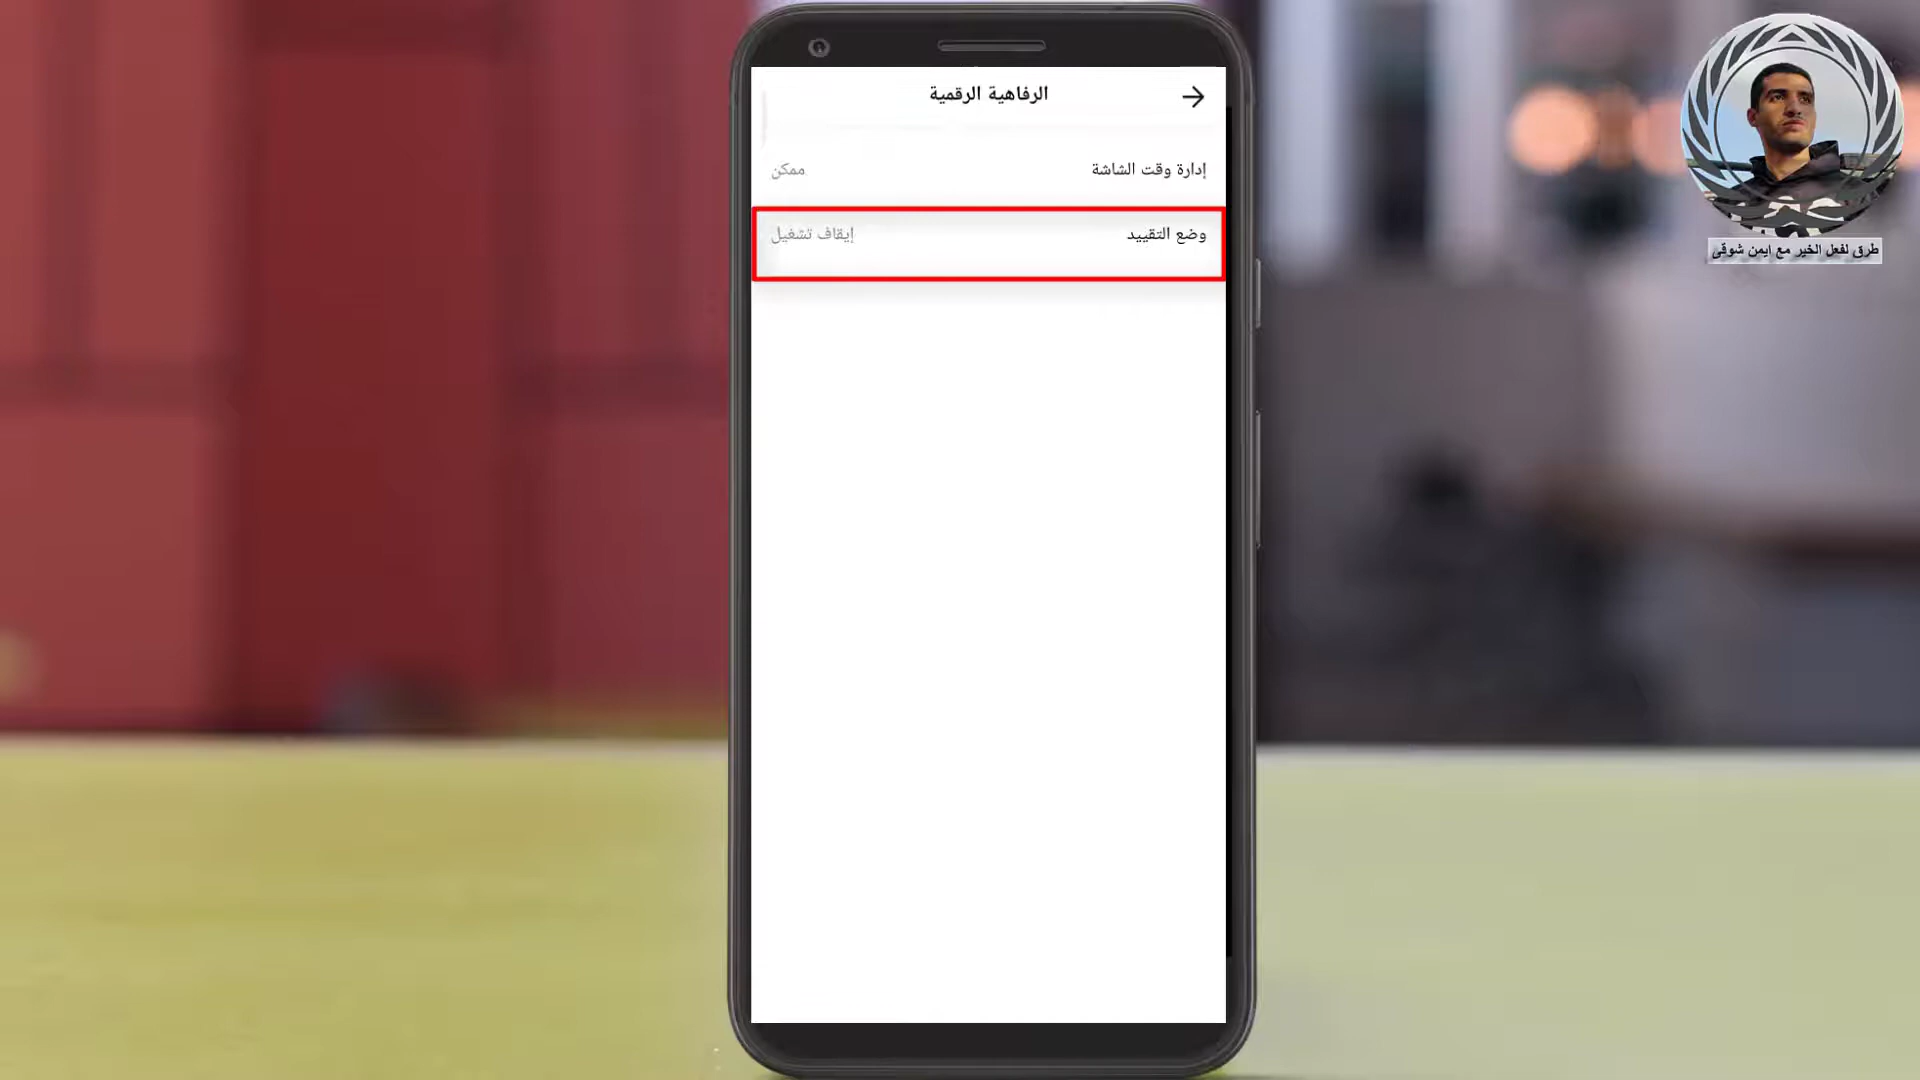 الرفاهية الرقمية
إدارة وقت الشاشة ممكن
وضع التقييد إيقاف تشغيل
طرق لفعل الخير مع ايمن شوقى